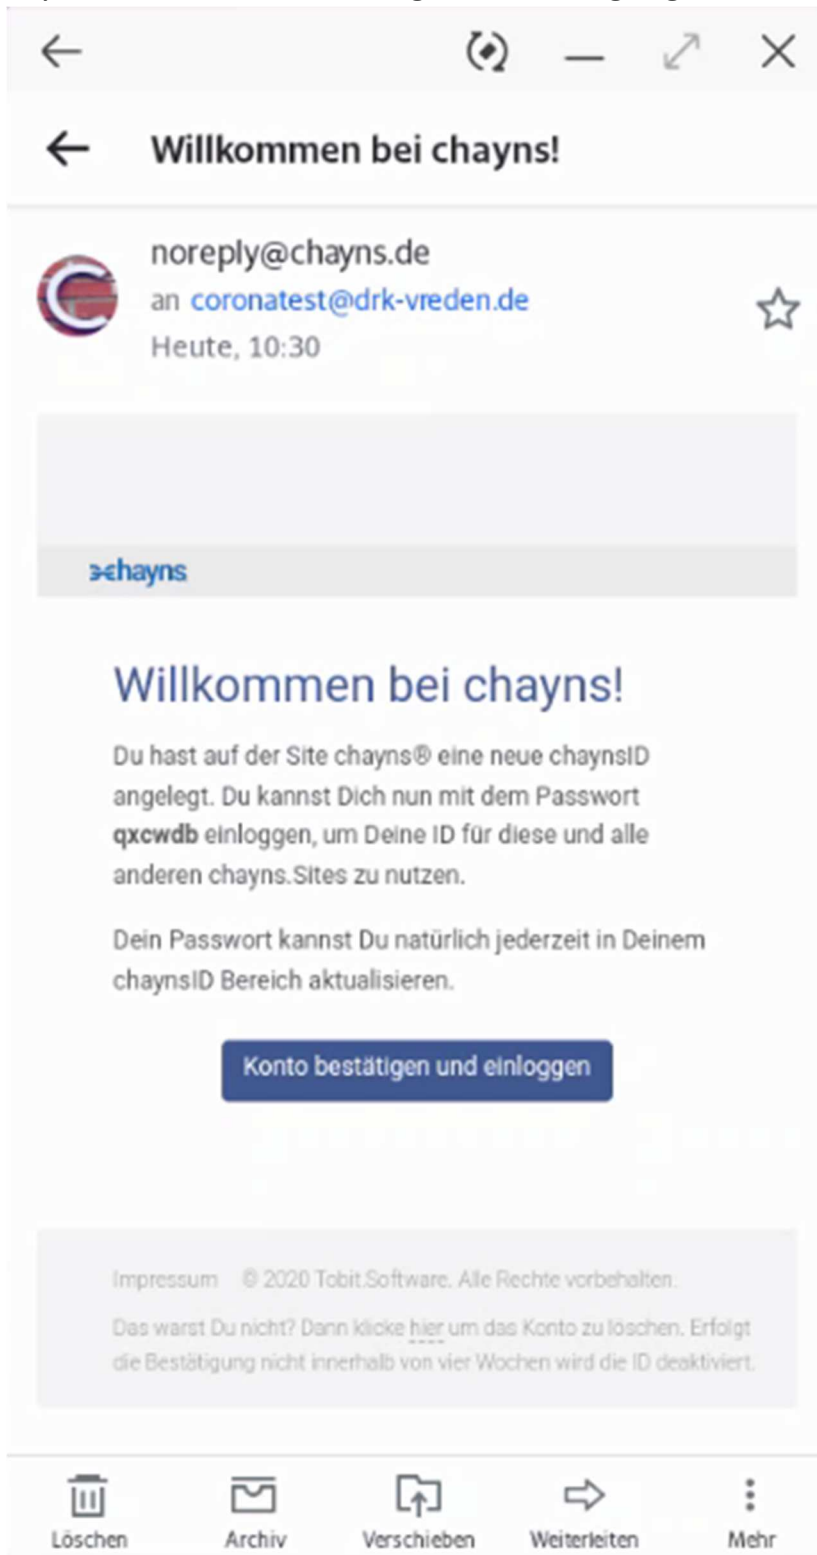 Willkommen bei chayns!
noreply@chayns.de
an coronatest@drk-vreden.de
Heute, 10:30
chayns
Willkommen bei chayns!
Du hast auf der Site chayns® eine neue chaynsID
angelegt. Du kannst Dich nun mit dem Passwort
qxcwdb einloggen, um Deine ID für diese und alle
anderen chayns.Sites zu nutzen.
Dein Passwort kannst Du natürlich jederzeit in Deinem
chaynsID Bereich aktualisieren.
Konto bestätigen und einloggen
Impressum © 2020 Tobit.Software. Alle Rechte vorbehalten.
Das warst Du nicht? Dann klicke hier um das Konto zu löschen. Erfolgt
die Bestätigung nicht innerhalb von vier Wochen wird die ID deaktiviert.
Löschen Archiv Verschieben Weiterleiten Mehr